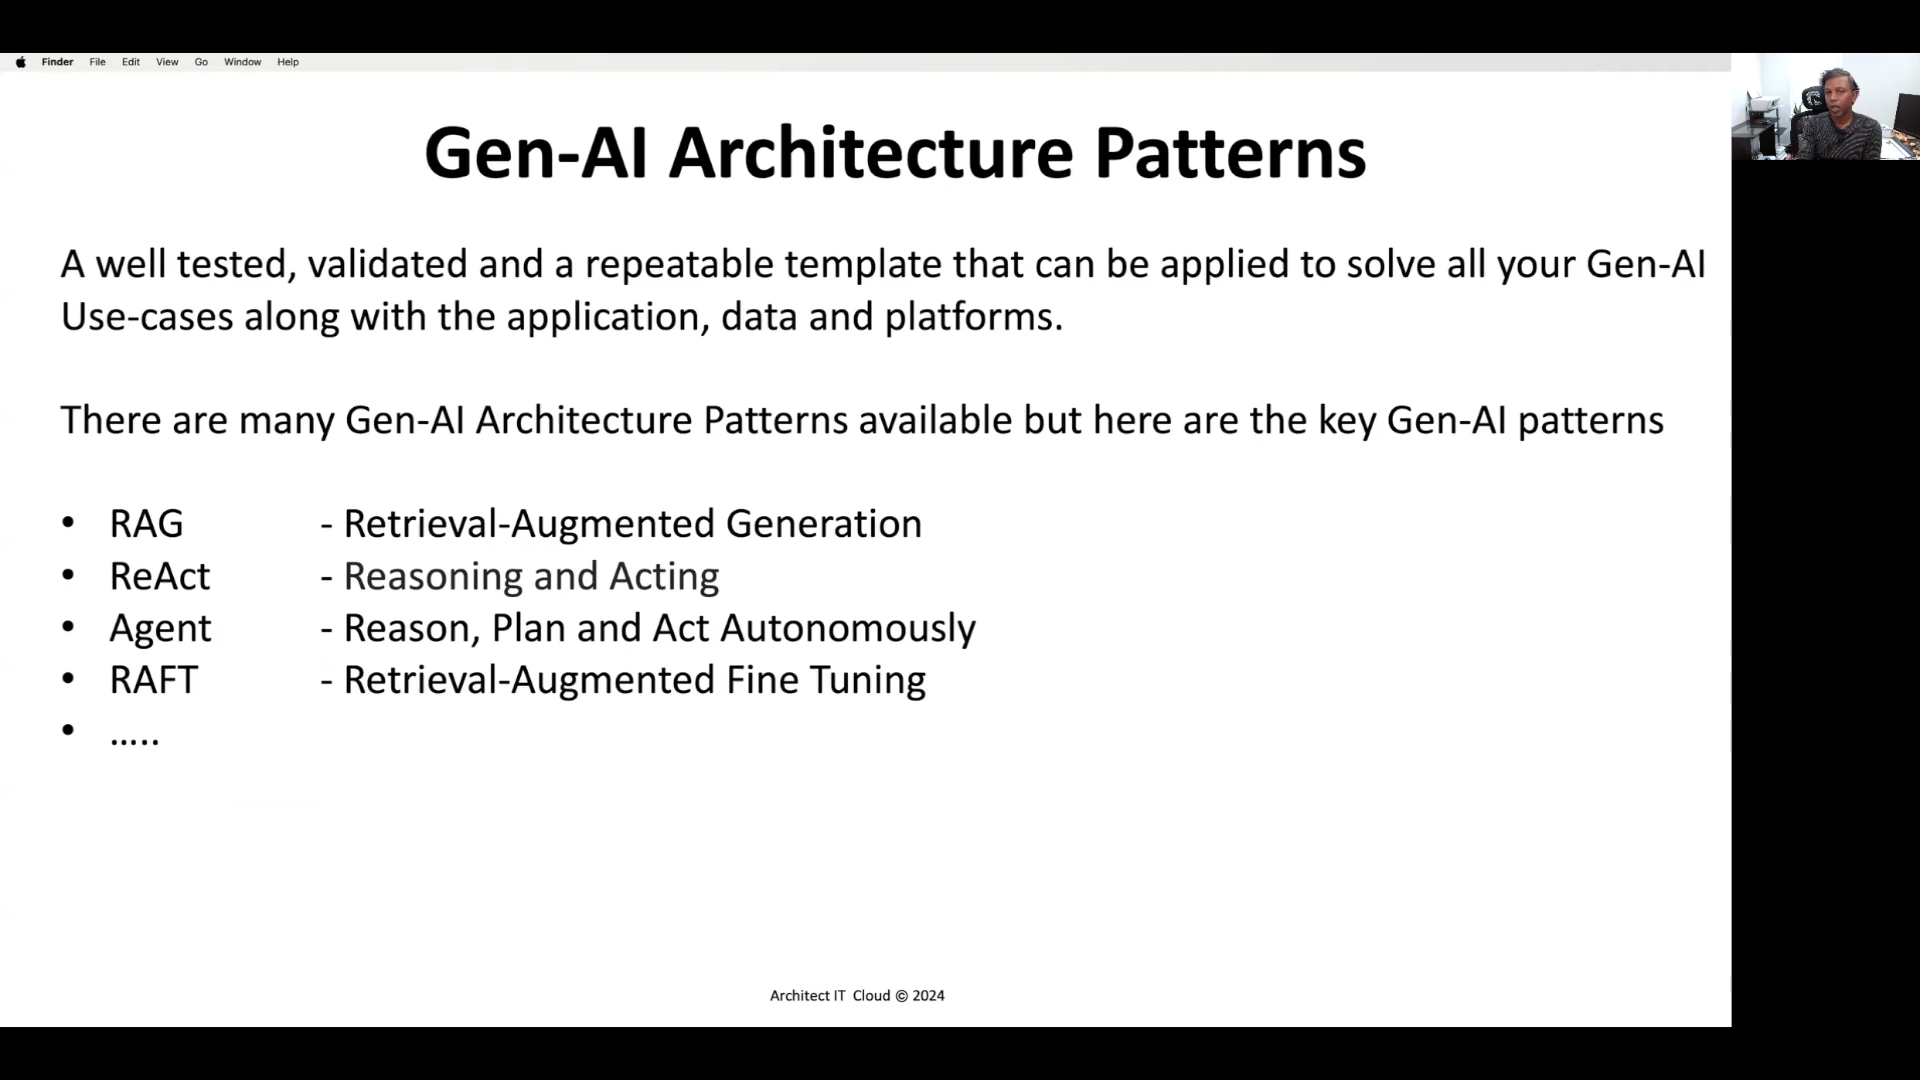 Finder File Edit View Go Window Help
Gen-AI Architecture Patterns
A well tested, validated and a repeatable template that can be applied to solve all your Gen-AI
Use-cases along with the application, data and platforms.
There are many Gen-AI Architecture Patterns available but here are the key Gen-AI patterns
• RAG - Retrieval-Augmented Generation
• ReAct - Reasoning and Acting
• Agent - Reason, Plan and Act Autonomously
• RAFT - Retrieval-Augmented Fine Tuning
• …..
Architect IT Cloud © 2024